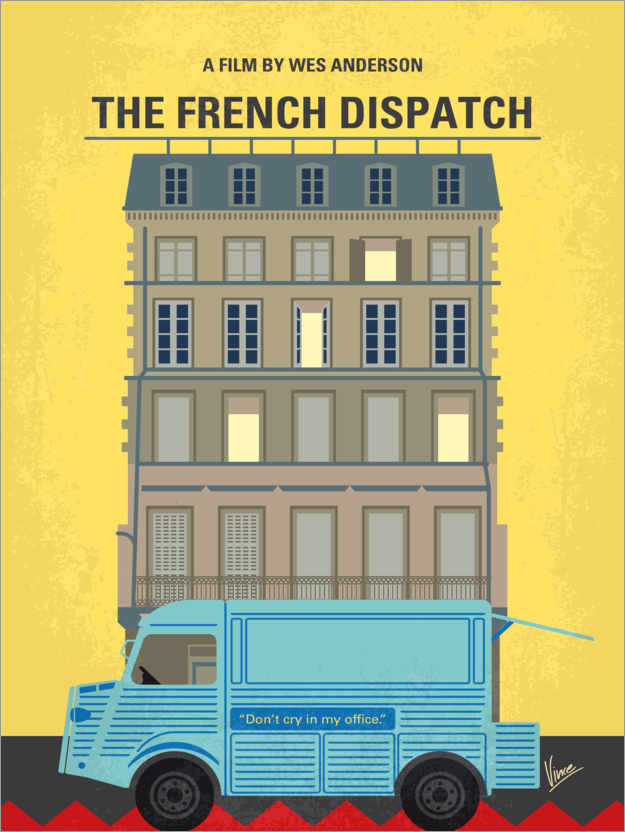 A FILM BY WES ANDERSON
THE FRENCH DISPATCH
“Don’t cry in my office.”
Vince